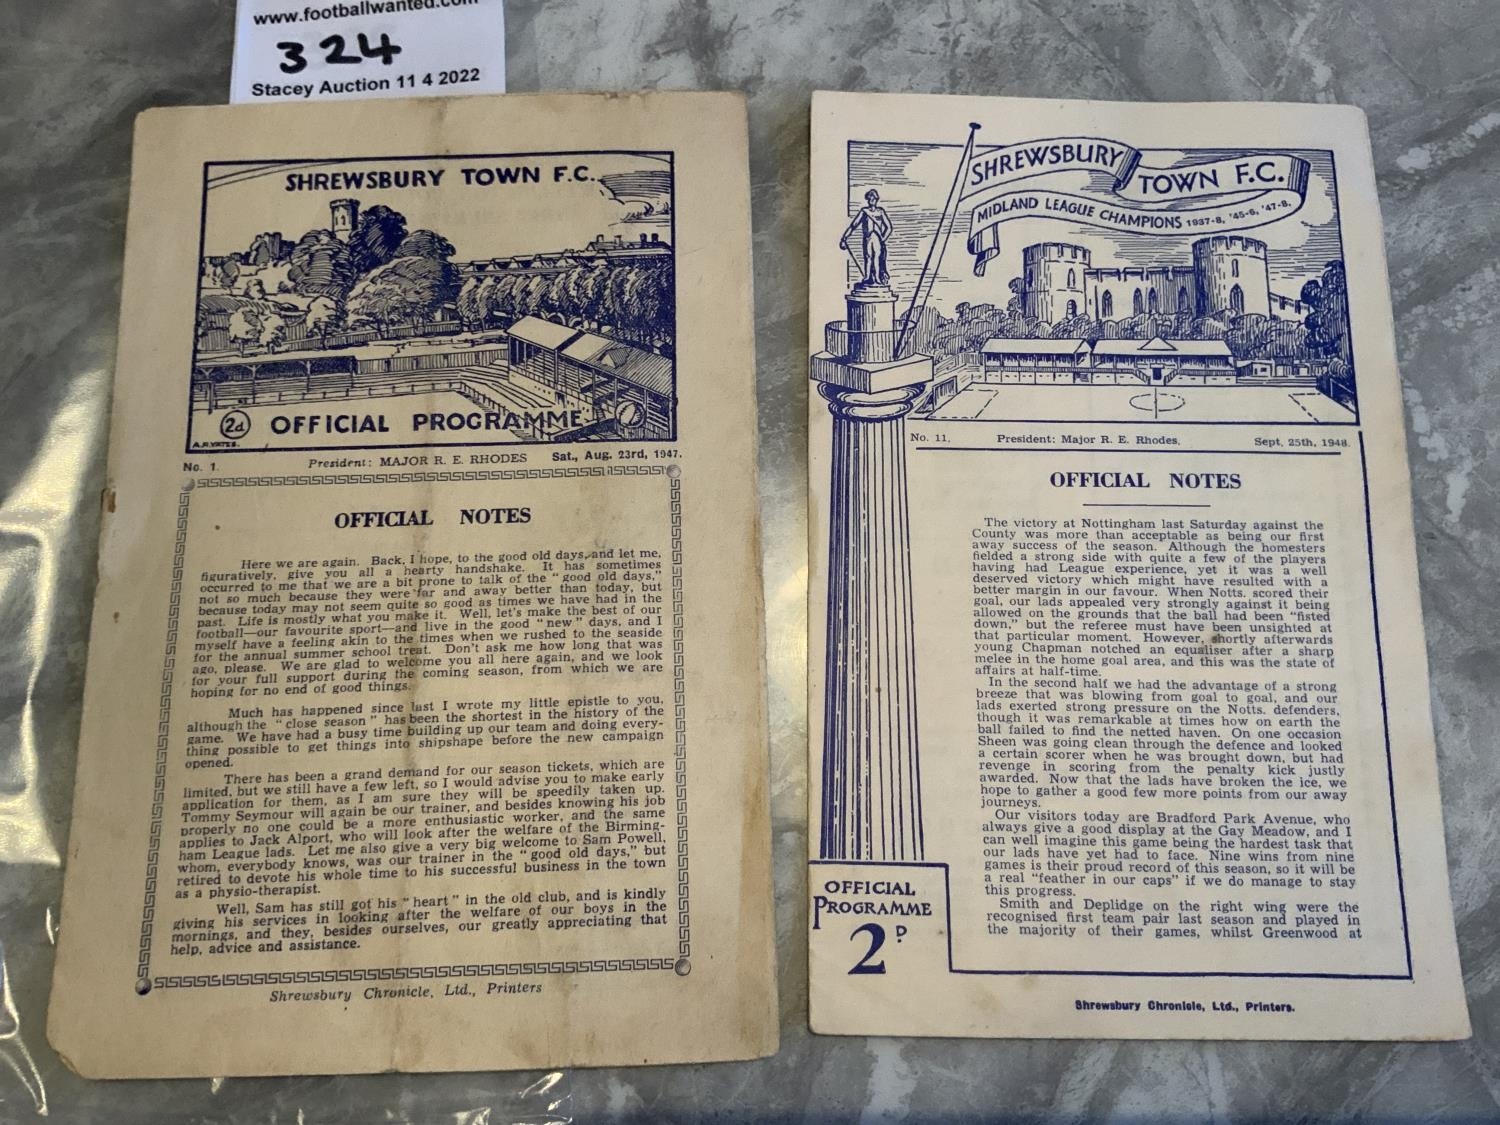 www.footballwanted.com
324
Stacey Auction 11 4 2022
SHREWSBURY TOWN F.C.
2d
OFFICIAL PROGRAMME
A.R.YATES.
No. 1.
President: MAJOR R. E. RHODES
Sat., Aug. 23rd, 1947.
OFFICIAL NOTES
Here we are again. Back, I hope, to the good old days, and let me,
figuratively, give you all a hearty handshake. It has sometimes
occurred to me that we are a bit prone to talk of the "good old days,"
not so much because they were far and away better than today, but
because today may not seem quite so good as times we have had in the
past. Life is mostly what you make it. Well, let's make the best of our
football—our favourite sport—and live in the good "new" days, and I
myself have a feeling akin to the times when we rushed to the seaside
for the annual summer school treat. Don't ask me how long that was
ago, please. We are glad to welcome you all here again, and we look
for your full support during the coming season, from which we are
hoping for no end of good things.
Much has happened since last I wrote my little epistle to you,
although the "close season" has been the shortest in the history of the
game. We have had a busy time building up our team and doing every-
thing possible to get things into shipshape before the new campaign
opened.
There has been a grand demand for our season tickets, which are
limited, but we still have a few left, so I would advise you to make early
application for them, as I am sure they will be speedily taken up.
Tommy Seymour will again be our trainer, and besides knowing his job
properly no one could be a more enthusiastic worker, and the same
applies to Jack Alport, who will look after the welfare of the Birming-
ham League lads. Let me also give a very big welcome to Sam Powell,
whom, everybody knows, was our trainer in the "good old days," but
retired to devote his whole time to his successful business in the town
as a physio-therapist.
Well, Sam has still got his "heart" in the old club, and is kindly
giving his services in looking after the welfare of our boys in the
mornings, and they, besides ourselves, our greatly appreciating that
help, advice and assistance.
Shrewsbury Chronicle, Ltd., Printers
SHREWSBURY TOWN F.C.
MIDLAND LEAGUE CHAMPIONS 1937-8, '45-6, '47-8.
No. 11.
President: Major R. E. Rhodes.
Sept. 25th, 1948.
OFFICIAL NOTES
The victory at Nottingham last Saturday against the
County was more than acceptable as being our first
away success of the season. Although the homesters
fielded a strong side with quite a few of the players
having had League experience, yet it was a well
deserved victory which might have resulted with a
better margin in our favour. When Notts. scored their
goal, our lads appealed very strongly against it being
allowed on the grounds that the ball had been "fisted
down," but the referee must have been unsighted at
that particular moment. However, shortly afterwards
young Chapman notched an equaliser after a sharp
melee in the home goal area, and this was the state of
affairs at half-time.
In the second half we had the advantage of a strong
breeze that was blowing from goal to goal, and our
lads exerted strong pressure on the Notts. defenders,
though it was remarkable at times how on earth the
ball failed to find the netted haven. On one occasion
Sheen was going clean through the defence and looked
a certain scorer when he was brought down, but had
revenge in scoring from the penalty kick justly
awarded. Now that the lads have broken the ice, we
hope to gather a good few more points from our away
journeys.
Our visitors today are Bradford Park Avenue, who
always give a good display at the Gay Meadow, and I
can well imagine this game being the hardest task that
our lads have yet had to face. Nine wins from nine
games is their proud record of this season, so it will be
a real "feather in our caps" if we do manage to stay
this progress.
Smith and Deplidge on the right wing were the
recognised first team pair last season and played in
the majority of their games, whilst Greenwood at
OFFICIAL
PROGRAMME
2D
Shrewsbury Chronicle, Ltd., Printers.